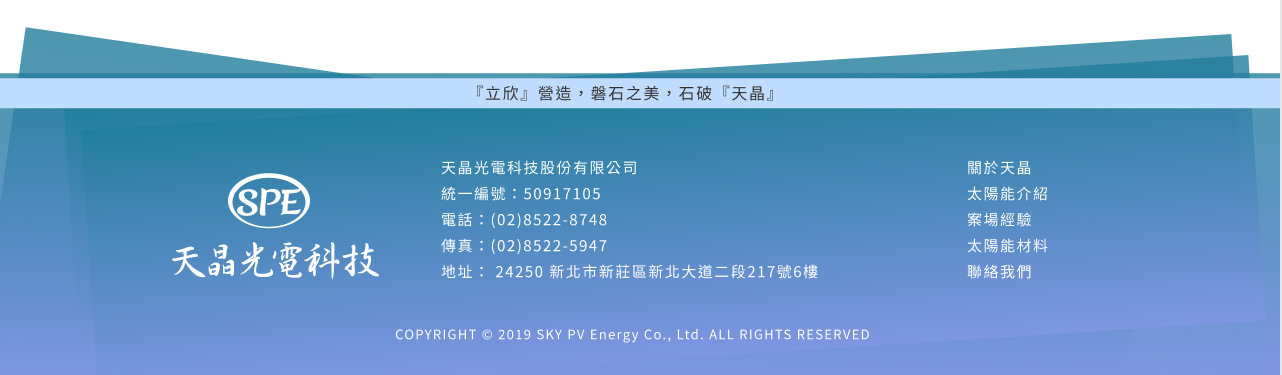 『立欣』營造，磐石之美，石破『天晶』
SPE
天晶光電科技
天晶光電科技股份有限公司
統一編號：50917105
電話：(02)8522-8748
傳真：(02)8522-5947
地址： 24250 新北市新莊區新北大道二段217號6樓
關於天晶
太陽能介紹
案場經驗
太陽能材料
聯絡我們
COPYRIGHT © 2019 SKY PV Energy Co., Ltd. ALL RIGHTS RESERVED